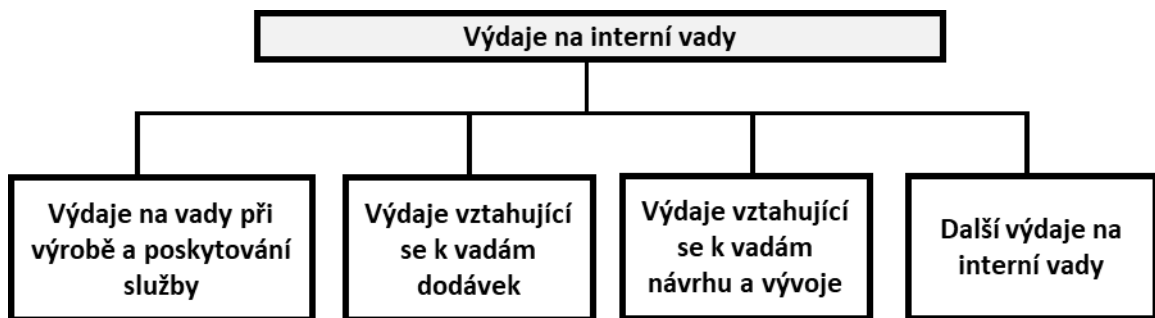 Výdaje na interní vady
Výdaje na vady při
výrobě a poskytování
služby
Výdaje vztahující
se k vadám
dodávek
Výdaje vztahující
se k vadám
návrhu a vývoje
Další výdaje na
interní vady